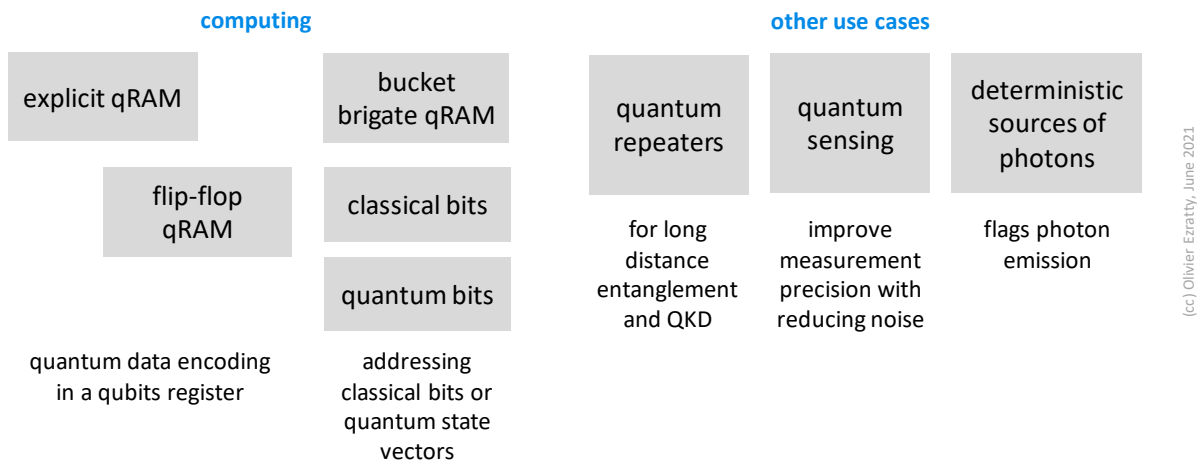 computing
explicit qRAM
flip-flop
qRAM
quantum data encoding
in a qubits register
bucket
brigate qRAM
classical bits
quantum bits
addressing
classical bits or
quantum state
vectors
other use cases
quantum
repeaters
for long
distance
entanglement
and QKD
quantum
sensing
improve
measurement
precision with
reducing noise
deterministic
sources of
photons
flags photon
emission
(cc) Olivier Ezratty, June 2021